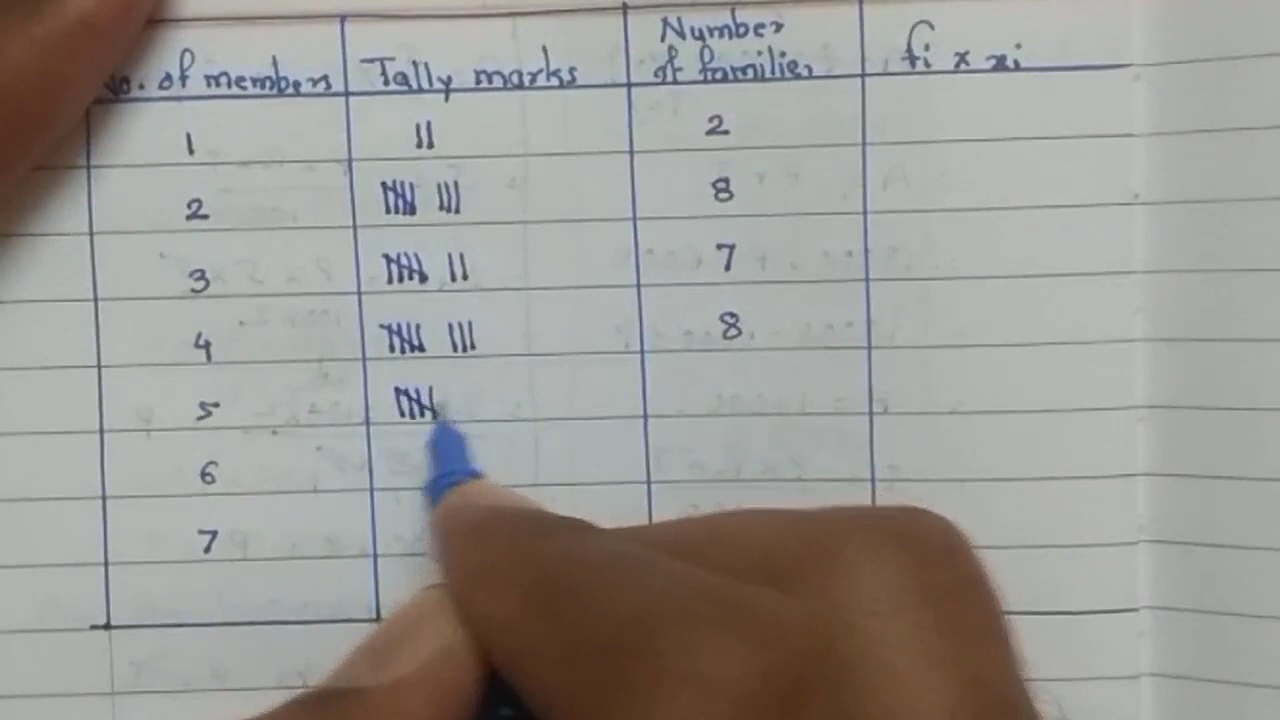 No. of members Tally marks Number of families fi x xi
1 || 2
2 |||| ||| 8
3 |||| || 7
4 |||| ||| 8
5 ||||
6
7